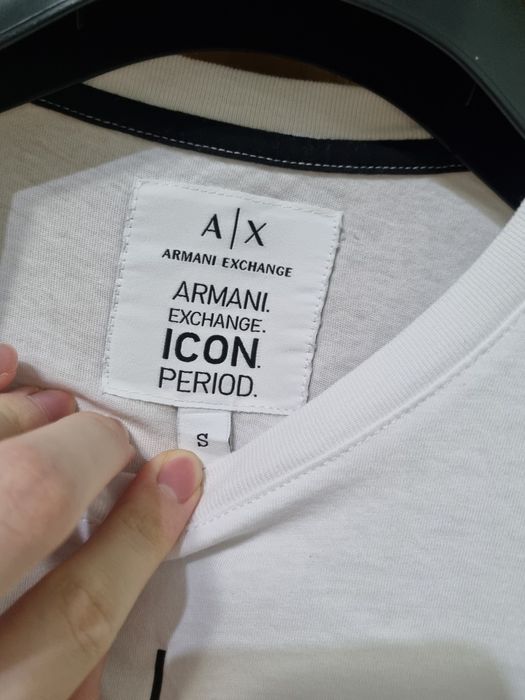 A|X
ARMANI EXCHANGE
ARMANI.
EXCHANGE.
ICON.
PERIOD.
S